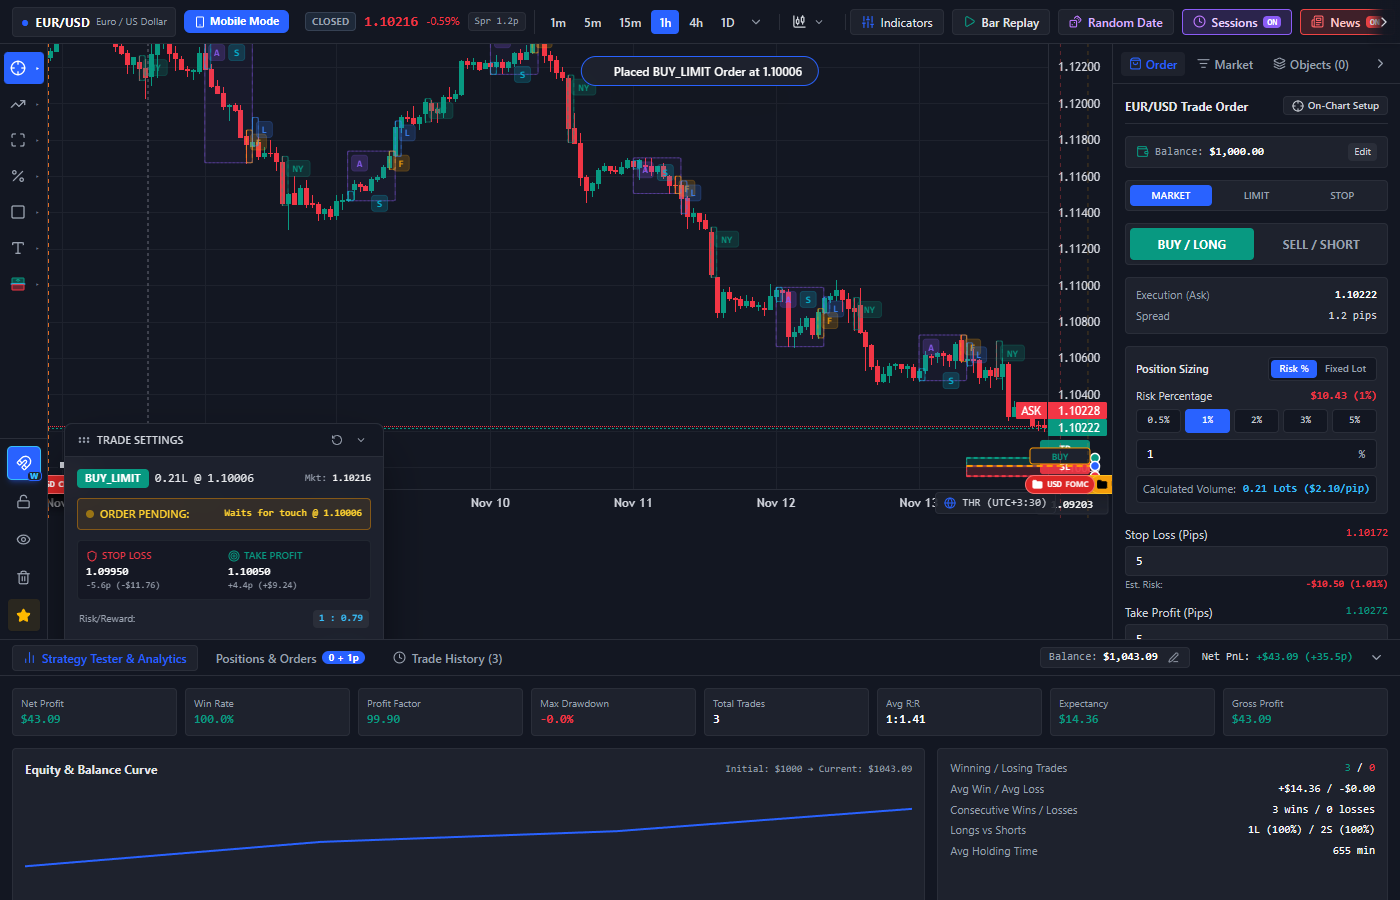 EUR/USD Euro / US Dollar
Mobile Mode
CLOSED 1.10216 -0.59% Spr 1.2p
1m 5m 15m 1h 4h 1D
Indicators
Bar Replay
Random Date
Sessions ON
News ON
Placed BUY_LIMIT Order at 1.10006
A S NY L F NY A S L F NY S NY A S F L NY A S L F NY A S F L NY
1.12200
1.12000
1.11800
1.11600
1.11400
1.11200
1.11000
1.10800
1.10600
1.10400
ASK 1.10228
1.10222
BUY
SL
USD FOMC
Nov 10 Nov 11 Nov 12 Nov 13
THR (UTC+3:30)
.09203
TRADE SETTINGS
BUY_LIMIT 0.21L @ 1.10006 Mkt: 1.10216
ORDER PENDING: Waits for touch @ 1.10006
STOP LOSS TAKE PROFIT
1.09950 1.10050
-5.6p (-$11.76) +4.4p (+$9.24)
Risk/Reward: 1 : 0.79
W
T
Order Market Objects (0)
EUR/USD Trade Order On-Chart Setup
Balance: $1,000.00 Edit
MARKET LIMIT STOP
BUY / LONG SELL / SHORT
Execution (Ask) 1.10222
Spread 1.2 pips
Position Sizing Risk % Fixed Lot
Risk Percentage $10.43 (1%)
0.5% 1% 2% 3% 5%
1 %
Calculated Volume: 0.21 Lots ($2.10/pip)
Stop Loss (Pips) 1.10172
5
Est. Risk: -$10.50 (1.01%)
Take Profit (Pips) 1.10272
5
Strategy Tester & Analytics Positions & Orders 0 + 1p Trade History (3)
Balance: $1,043.09 Net PnL: +$43.09 (+35.5p)
Net Profit Win Rate Profit Factor Max Drawdown Total Trades Avg R:R Expectancy Gross Profit
$43.09 100.0% 99.90 -0.0% 3 1:1.41 $14.36 $43.09
Equity & Balance Curve Initial: $1000 → Current: $1043.09
Winning / Losing Trades 3 / 0
Avg Win / Avg Loss +$14.36 / -$0.00
Consecutive Wins / Losses 3 wins / 0 losses
Longs vs Shorts 1L (100%) / 2S (100%)
Avg Holding Time 655 min